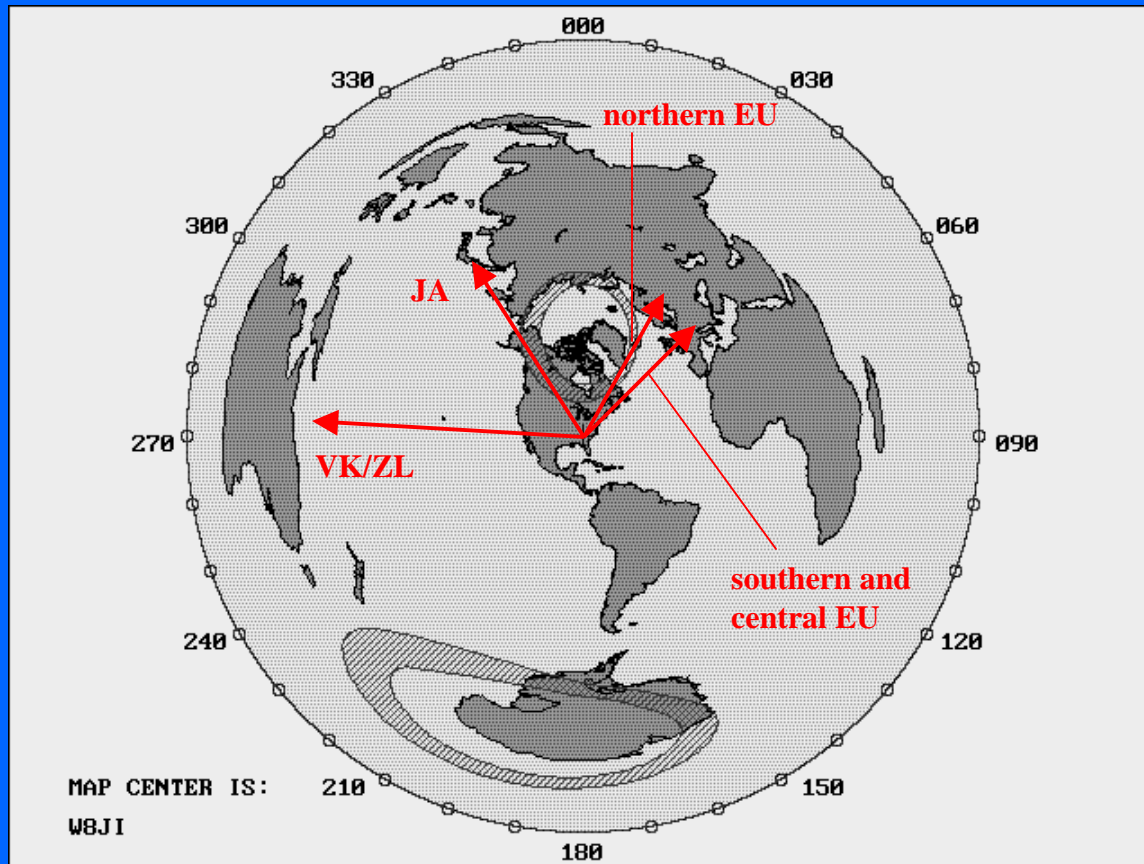 000
330
030
northern EU
300
060
JA
270
090
VK/ZL
southern and
central EU
240
120
MAP CENTER IS:
210
150
W8JI
180